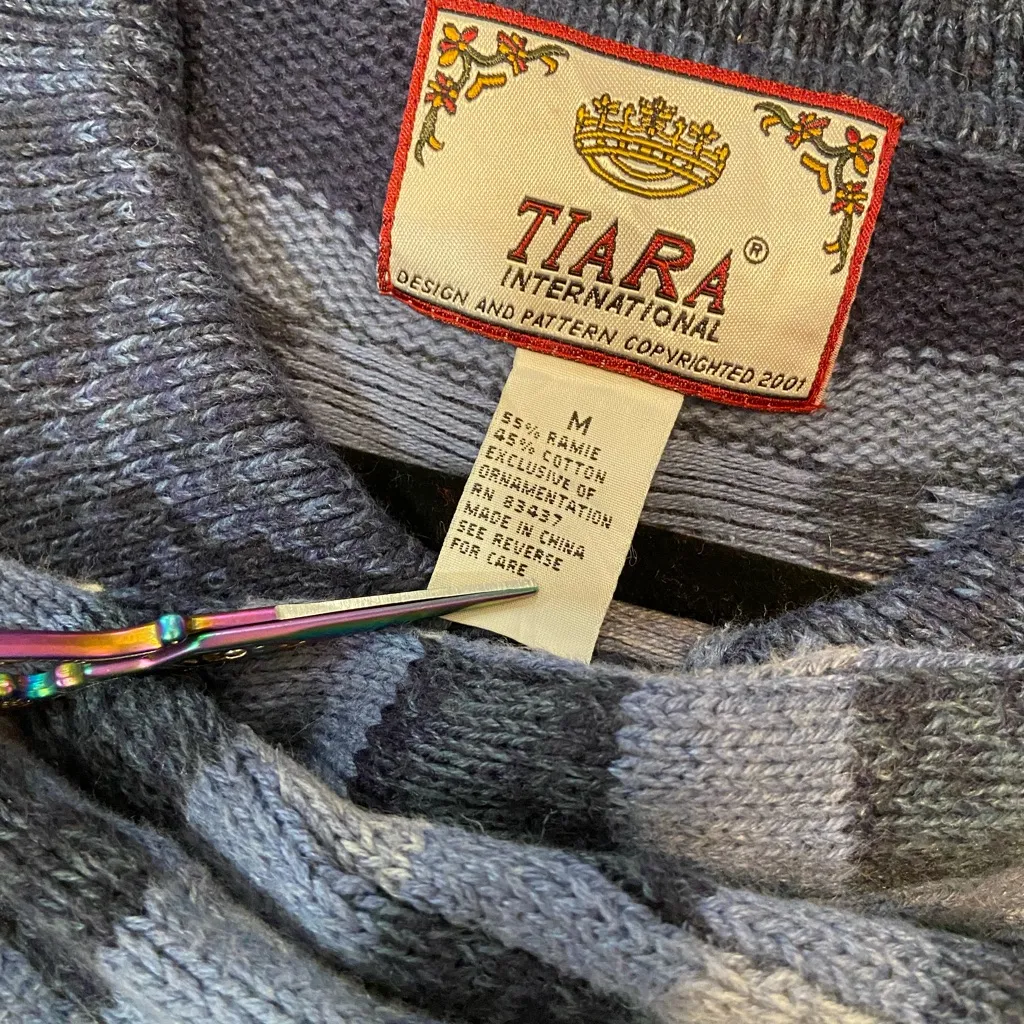 TIARA®
INTERNATIONAL
DESIGN AND PATTERN COPYRIGHTED 2001
M
55% RAMIE
45% COTTON
EXCLUSIVE OF
ORNAMENTATION
RN 83437
MADE IN CHINA
SEE REVERSE
FOR CARE